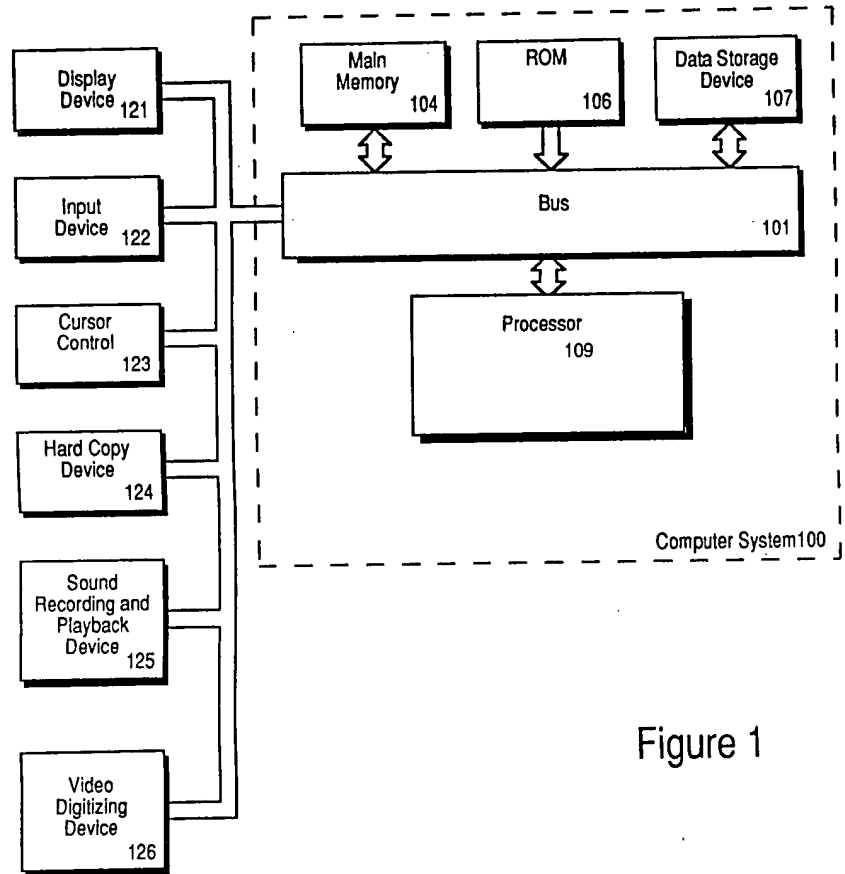 Display
Device
121
Input
Device
122
Cursor
Control
123
Hard Copy
Device
124
Sound
Recording and
Playback
Device
125
Video
Digitizing
Device
126
Main
Memory
104
ROM
106
Data Storage
Device
107
Bus
101
Processor
109
Computer System100
Figure 1